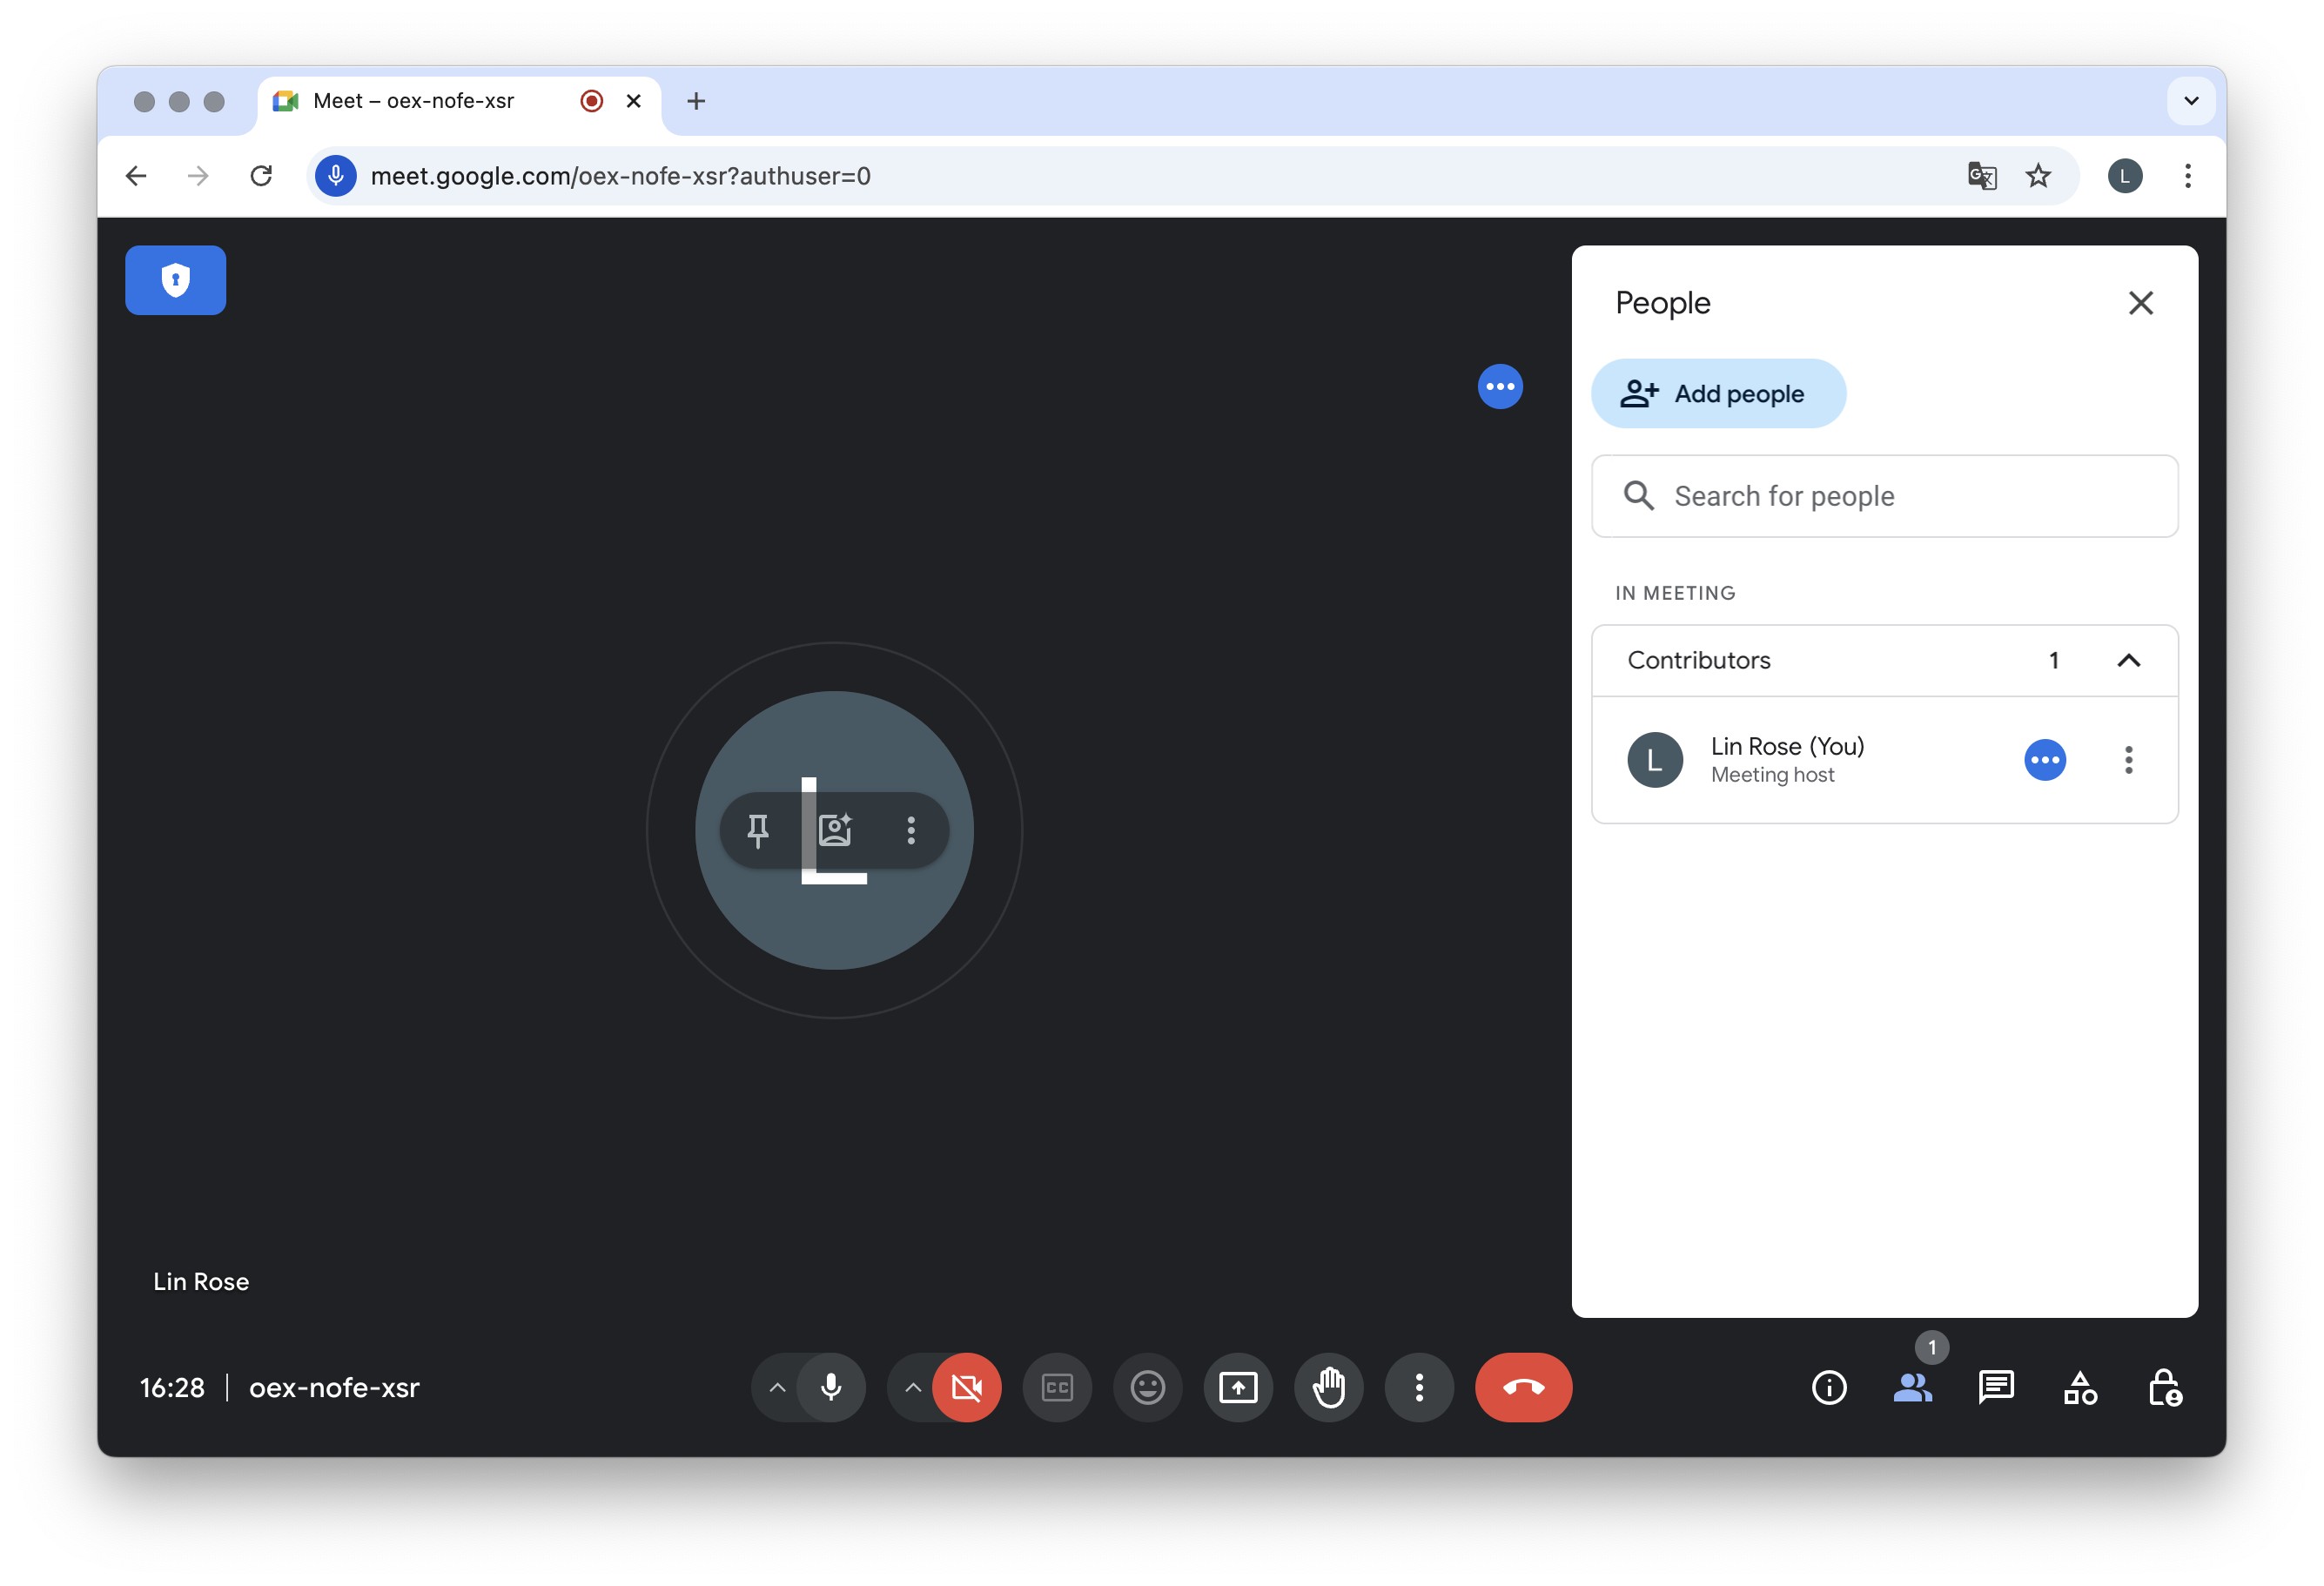 Meet – oex-nofe-xsr
meet.google.com/oex-nofe-xsr?authuser=0
L
People
Add people
Search for people
IN MEETING
Contributors 1
L
Lin Rose (You)
Meeting host
L
Lin Rose
16:28 | oex-nofe-xsr
CC
1